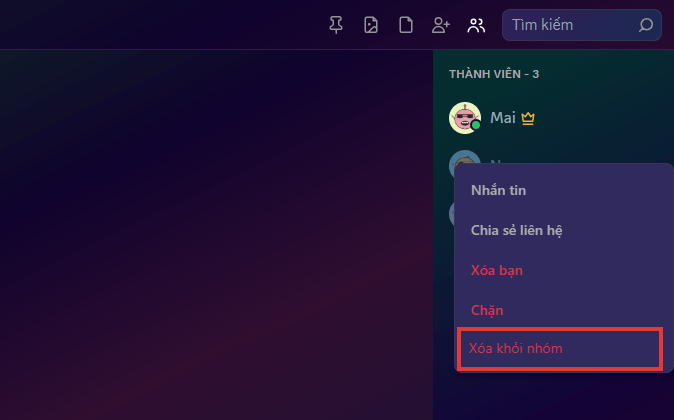 Tìm kiếm
THÀNH VIÊN - 3
Mai
Nhắn tin
Chia sẻ liên hệ
Xóa bạn
Chặn
Xóa khỏi nhóm